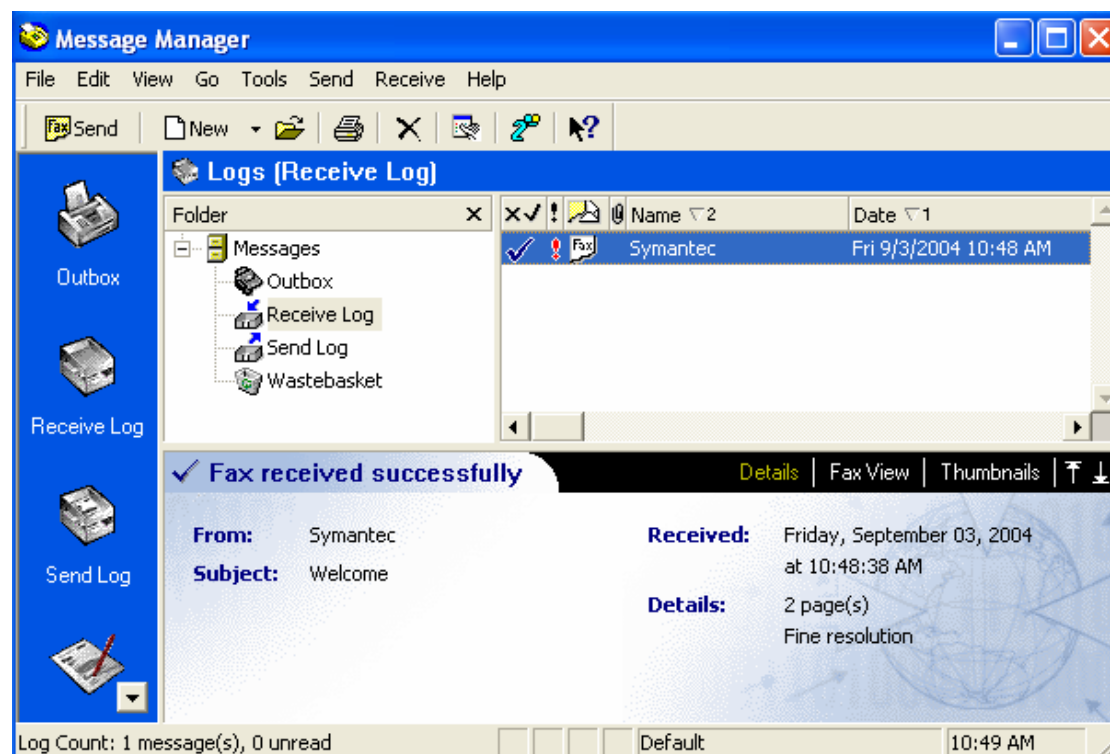 Message Manager
File Edit View Go Tools Send Receive Help
Fax Send New ?
Logs (Receive Log)
Folder Name 2 Date 1
Messages
Outbox
Receive Log
Send Log
Wastebasket
Fax Symantec Fri 9/3/2004 10:48 AM
Outbox
Receive Log
Send Log
Fax received successfully Details Fax View Thumbnails
From: Symantec
Subject: Welcome
Received: Friday, September 03, 2004
at 10:48:38 AM
Details: 2 page(s)
Fine resolution
Log Count: 1 message(s), 0 unread Default 10:49 AM